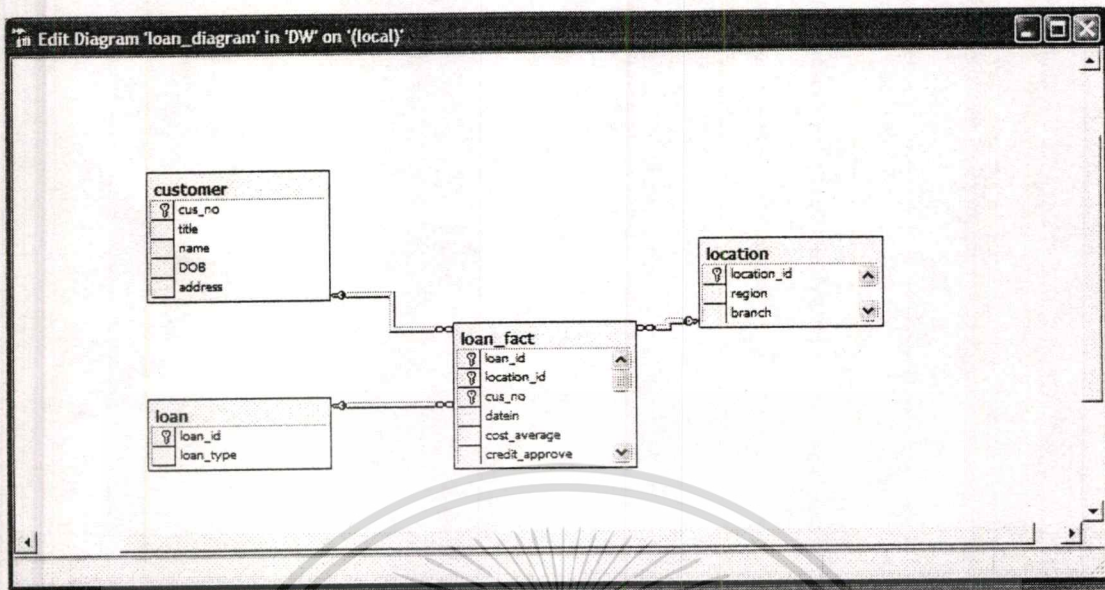 Edit Diagram 'loan_diagram' in 'DW' on '(local)'
customer
cus_no
title
name
DOB
address
location
location_id
region
branch
loan_fact
loan_id
location_id
cus_no
datein
cost_average
credit_approve
loan
loan_id
loan_type